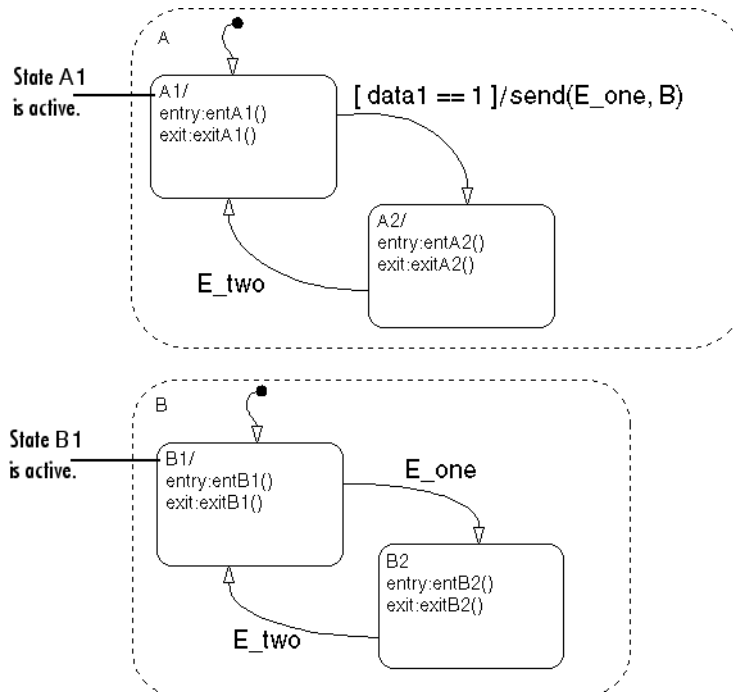 A
State A1
is active.
A1/
entry:entA1()
exit:exitA1()
[ data1 == 1 ]/send(E_one, B)
A2/
entry:entA2()
exit:exitA2()
E_two
B
State B1
is active.
B1/
entry:entB1()
exit:exitB1()
E_one
B2
entry:entB2()
exit:exitB2()
E_two